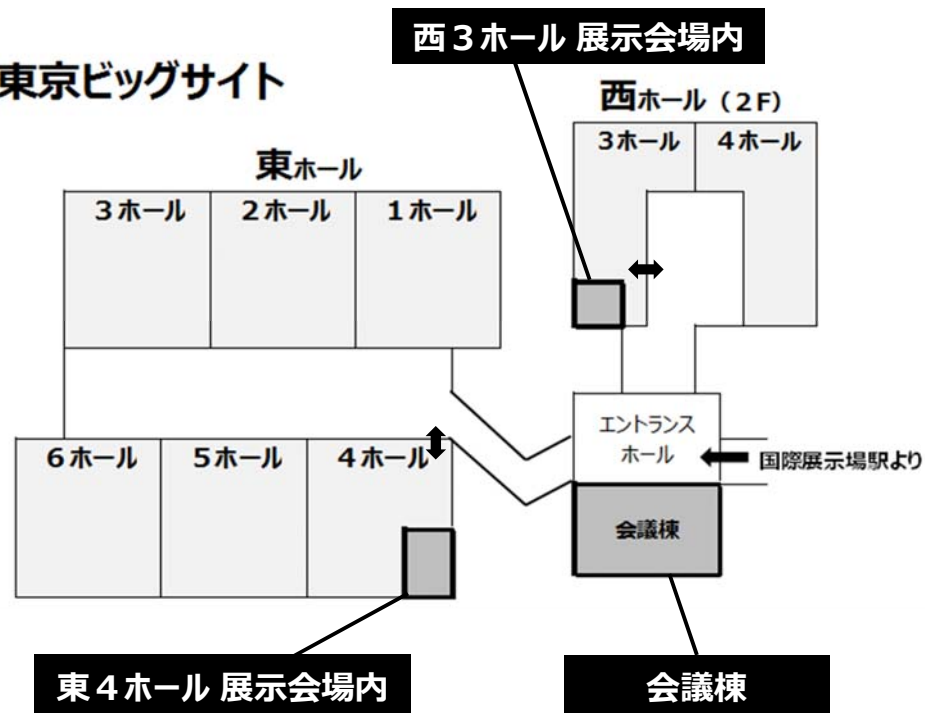 西３ホール 展示会場内
東京ビッグサイト
西ホール（２F）
３ホール　４ホール
東ホール
３ホール　２ホール　１ホール
エントランス
ホール
国際展示場駅より
６ホール　５ホール　４ホール
会議棟
東４ホール 展示会場内
会議棟